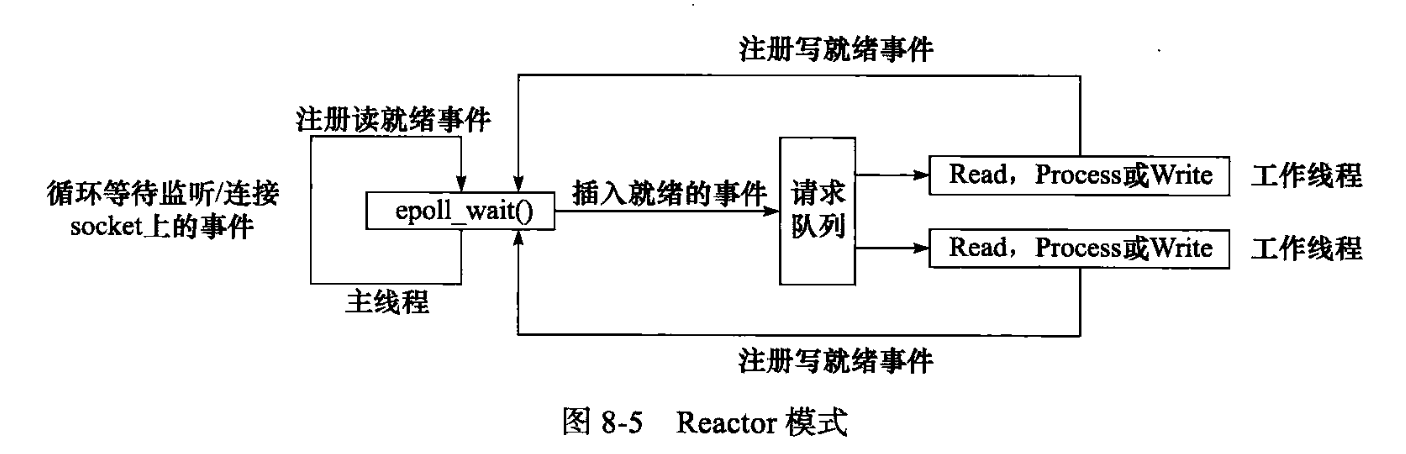 注册写就绪事件
注册读就绪事件
循环等待监听/连接
socket上的事件
epoll_wait()
插入就绪的事件
请求
队列
Read，Process或Write
工作线程
Read，Process或Write
工作线程
主线程
注册写就绪事件
图 8-5 Reactor 模式